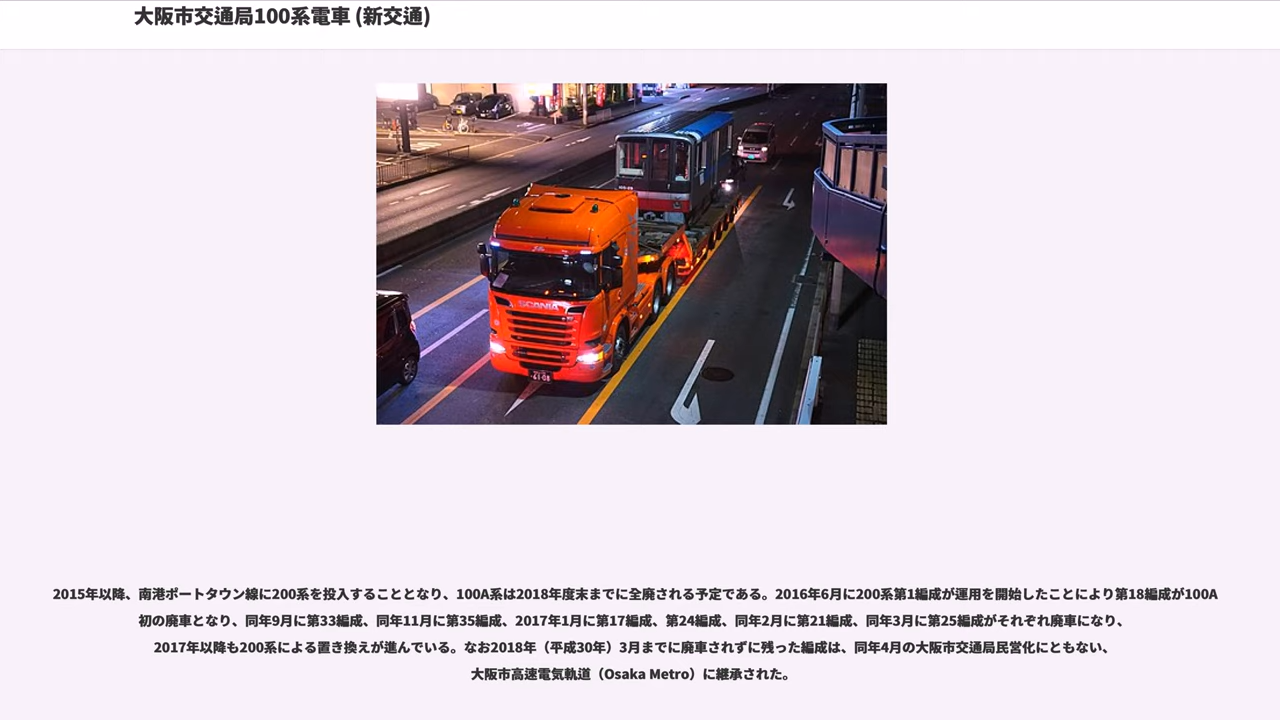 大阪市交通局100系電車 (新交通)
SCANIA
61-08
2015年以降、南港ポートタウン線に200系を投入することとなり、100A系は2018年度末までに全廃される予定である。2016年6月に200系第1編成が運用を開始したことにより第18編成が100A
初の廃車となり、同年9月に第33編成、同年11月に第35編成、2017年1月に第17編成、第24編成、同年2月に第21編成、同年3月に第25編成がそれぞれ廃車になり、
2017年以降も200系による置き換えが進んでいる。なお2018年（平成30年）3月までに廃車されずに残った編成は、同年4月の大阪市交通局民営化にともない、
大阪市高速電気軌道（Osaka Metro）に継承された。